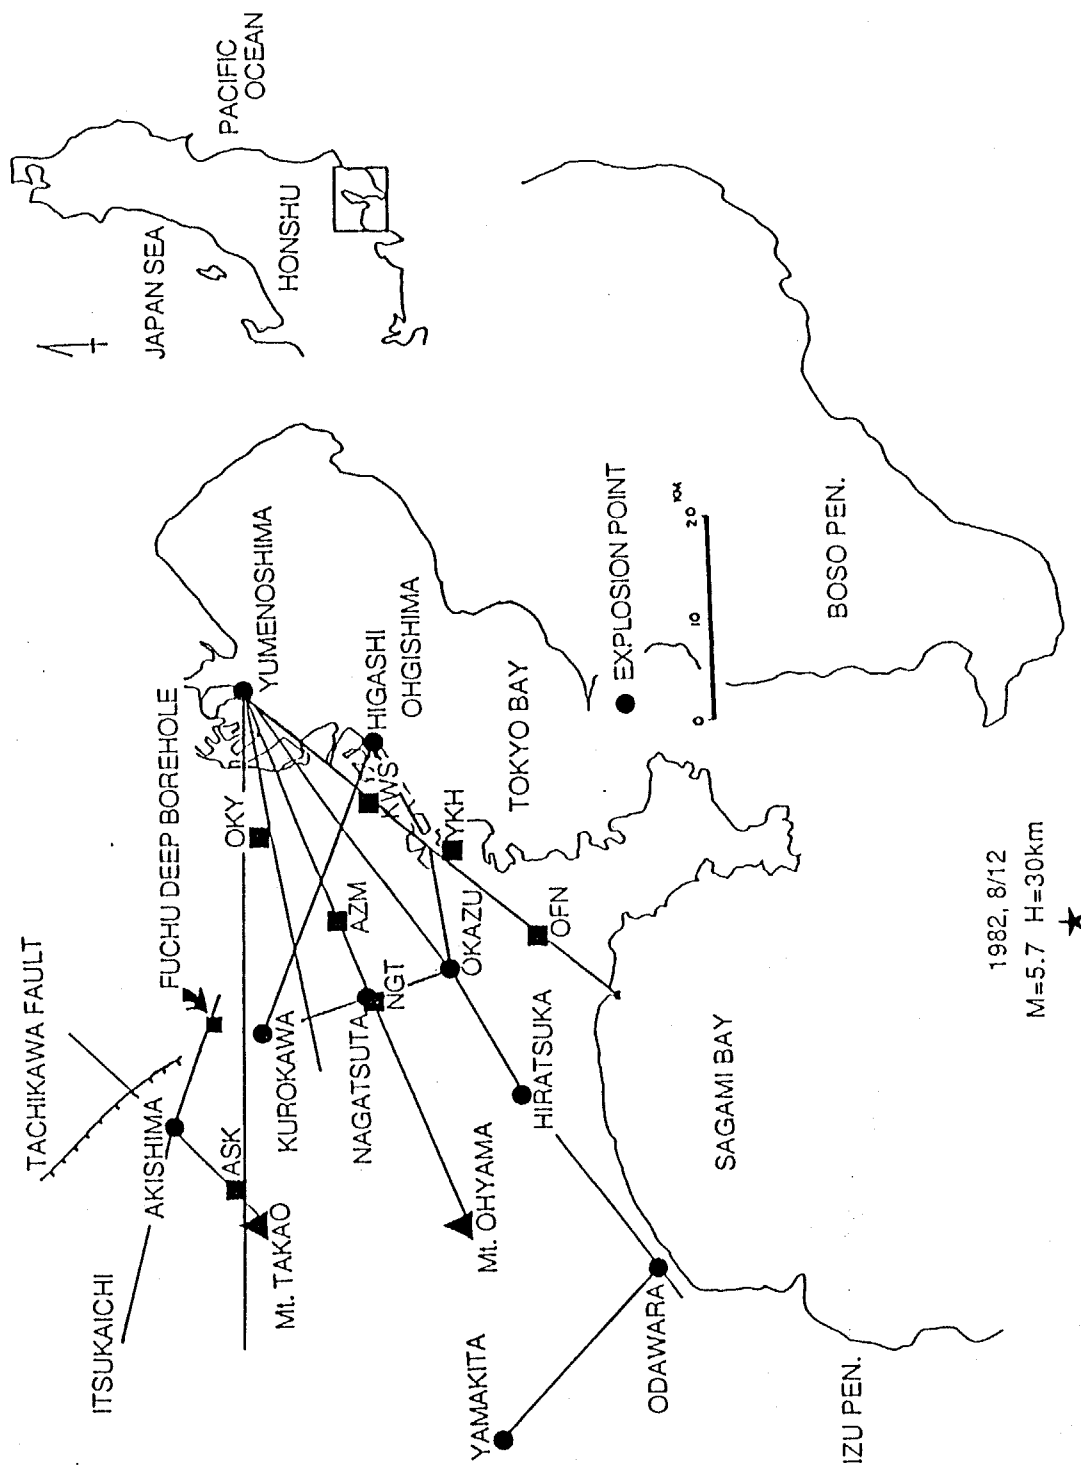 PACIFIC
OCEAN
JAPAN SEA
HONSHU
TACHIKAWA FAULT
FUCHU DEEP BOREHOLE
ITSUKAICHI
AKISHIMA
ASK
Mt. TAKAO
OKY
YUMENOSHIMA
KUROKAWA
AZM
HIGASHI
OHGISHIMA
KWS
NAGATSUTA
NGT
YKH
OKAZU
TOKYO BAY
Mt. OHYAMA
HIRATSUKA
OFN
EXPLOSION POINT
0 10 20 KM
YAMAKITA
ODAWARA
SAGAMI BAY
BOSO PEN.
IZU PEN.
1982, 8/12
M=5.7 H=30km